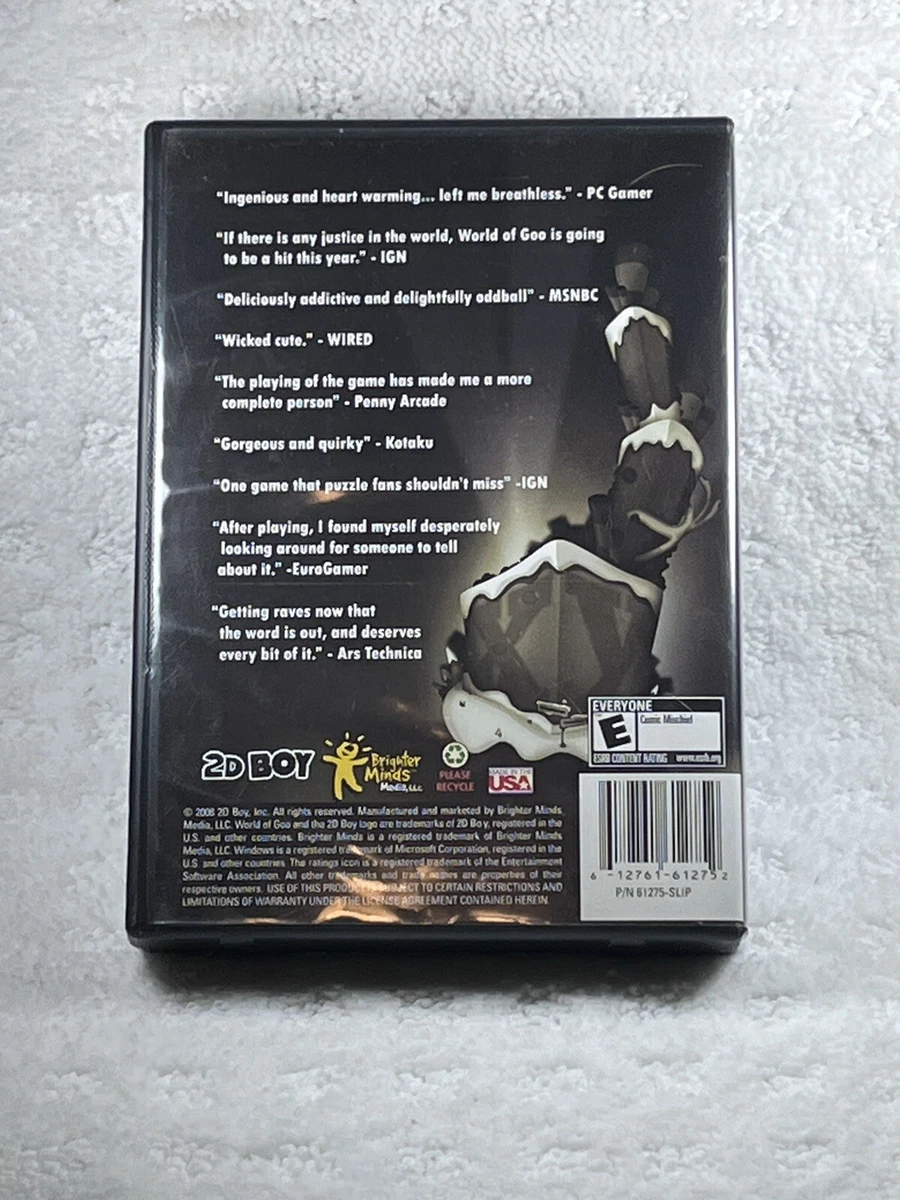 “Ingenious and heart warming... left me breathless.” - PC Gamer
“If there is any justice in the world, World of Goo is going
to be a hit this year.” - IGN
“Deliciously addictive and delightfully oddball” - MSNBC
“Wicked cute.” - WIRED
“The playing of the game has made me a more
complete person” - Penny Arcade
“Gorgeous and quirky” - Kotaku
“One game that puzzle fans shouldn't miss” -IGN
“After playing, I found myself desperately
looking around for someone to tell
about it.” -EuroGamer
“Getting raves now that
the word is out, and deserves
every bit of it.” - Ars Technica
EVERYONE
E
Comic Mischief
ESRB CONTENT RATING www.esrb.org
2D BOY
Brighter
Minds™
MEDIA, LLC
PLEASE
RECYCLE
MADE IN THE
USA
© 2008 2D Boy, Inc. All rights reserved. Manufactured and marketed by Brighter Minds
Media, LLC. World of Goo and the 2D Boy logo are trademarks of 2D Boy, registered in the
U.S. and other countries. Brighter Minds is a registered trademark of Brighter Minds
Media, LLC. Windows is a registered trademark of Microsoft Corporation, registered in the
U.S. and other countries. The ratings icon is a registered trademark of the Entertainment
Software Association. All other trademarks and trade names are properties of their
respective owners. USE OF THIS PRODUCT IS SUBJECT TO CERTAIN RESTRICTIONS AND
LIMITATIONS OF WARRANTY UNDER THE LICENSE AGREEMENT CONTAINED HEREIN.
6 -12761-61275 2
P/N 61275-SLIP